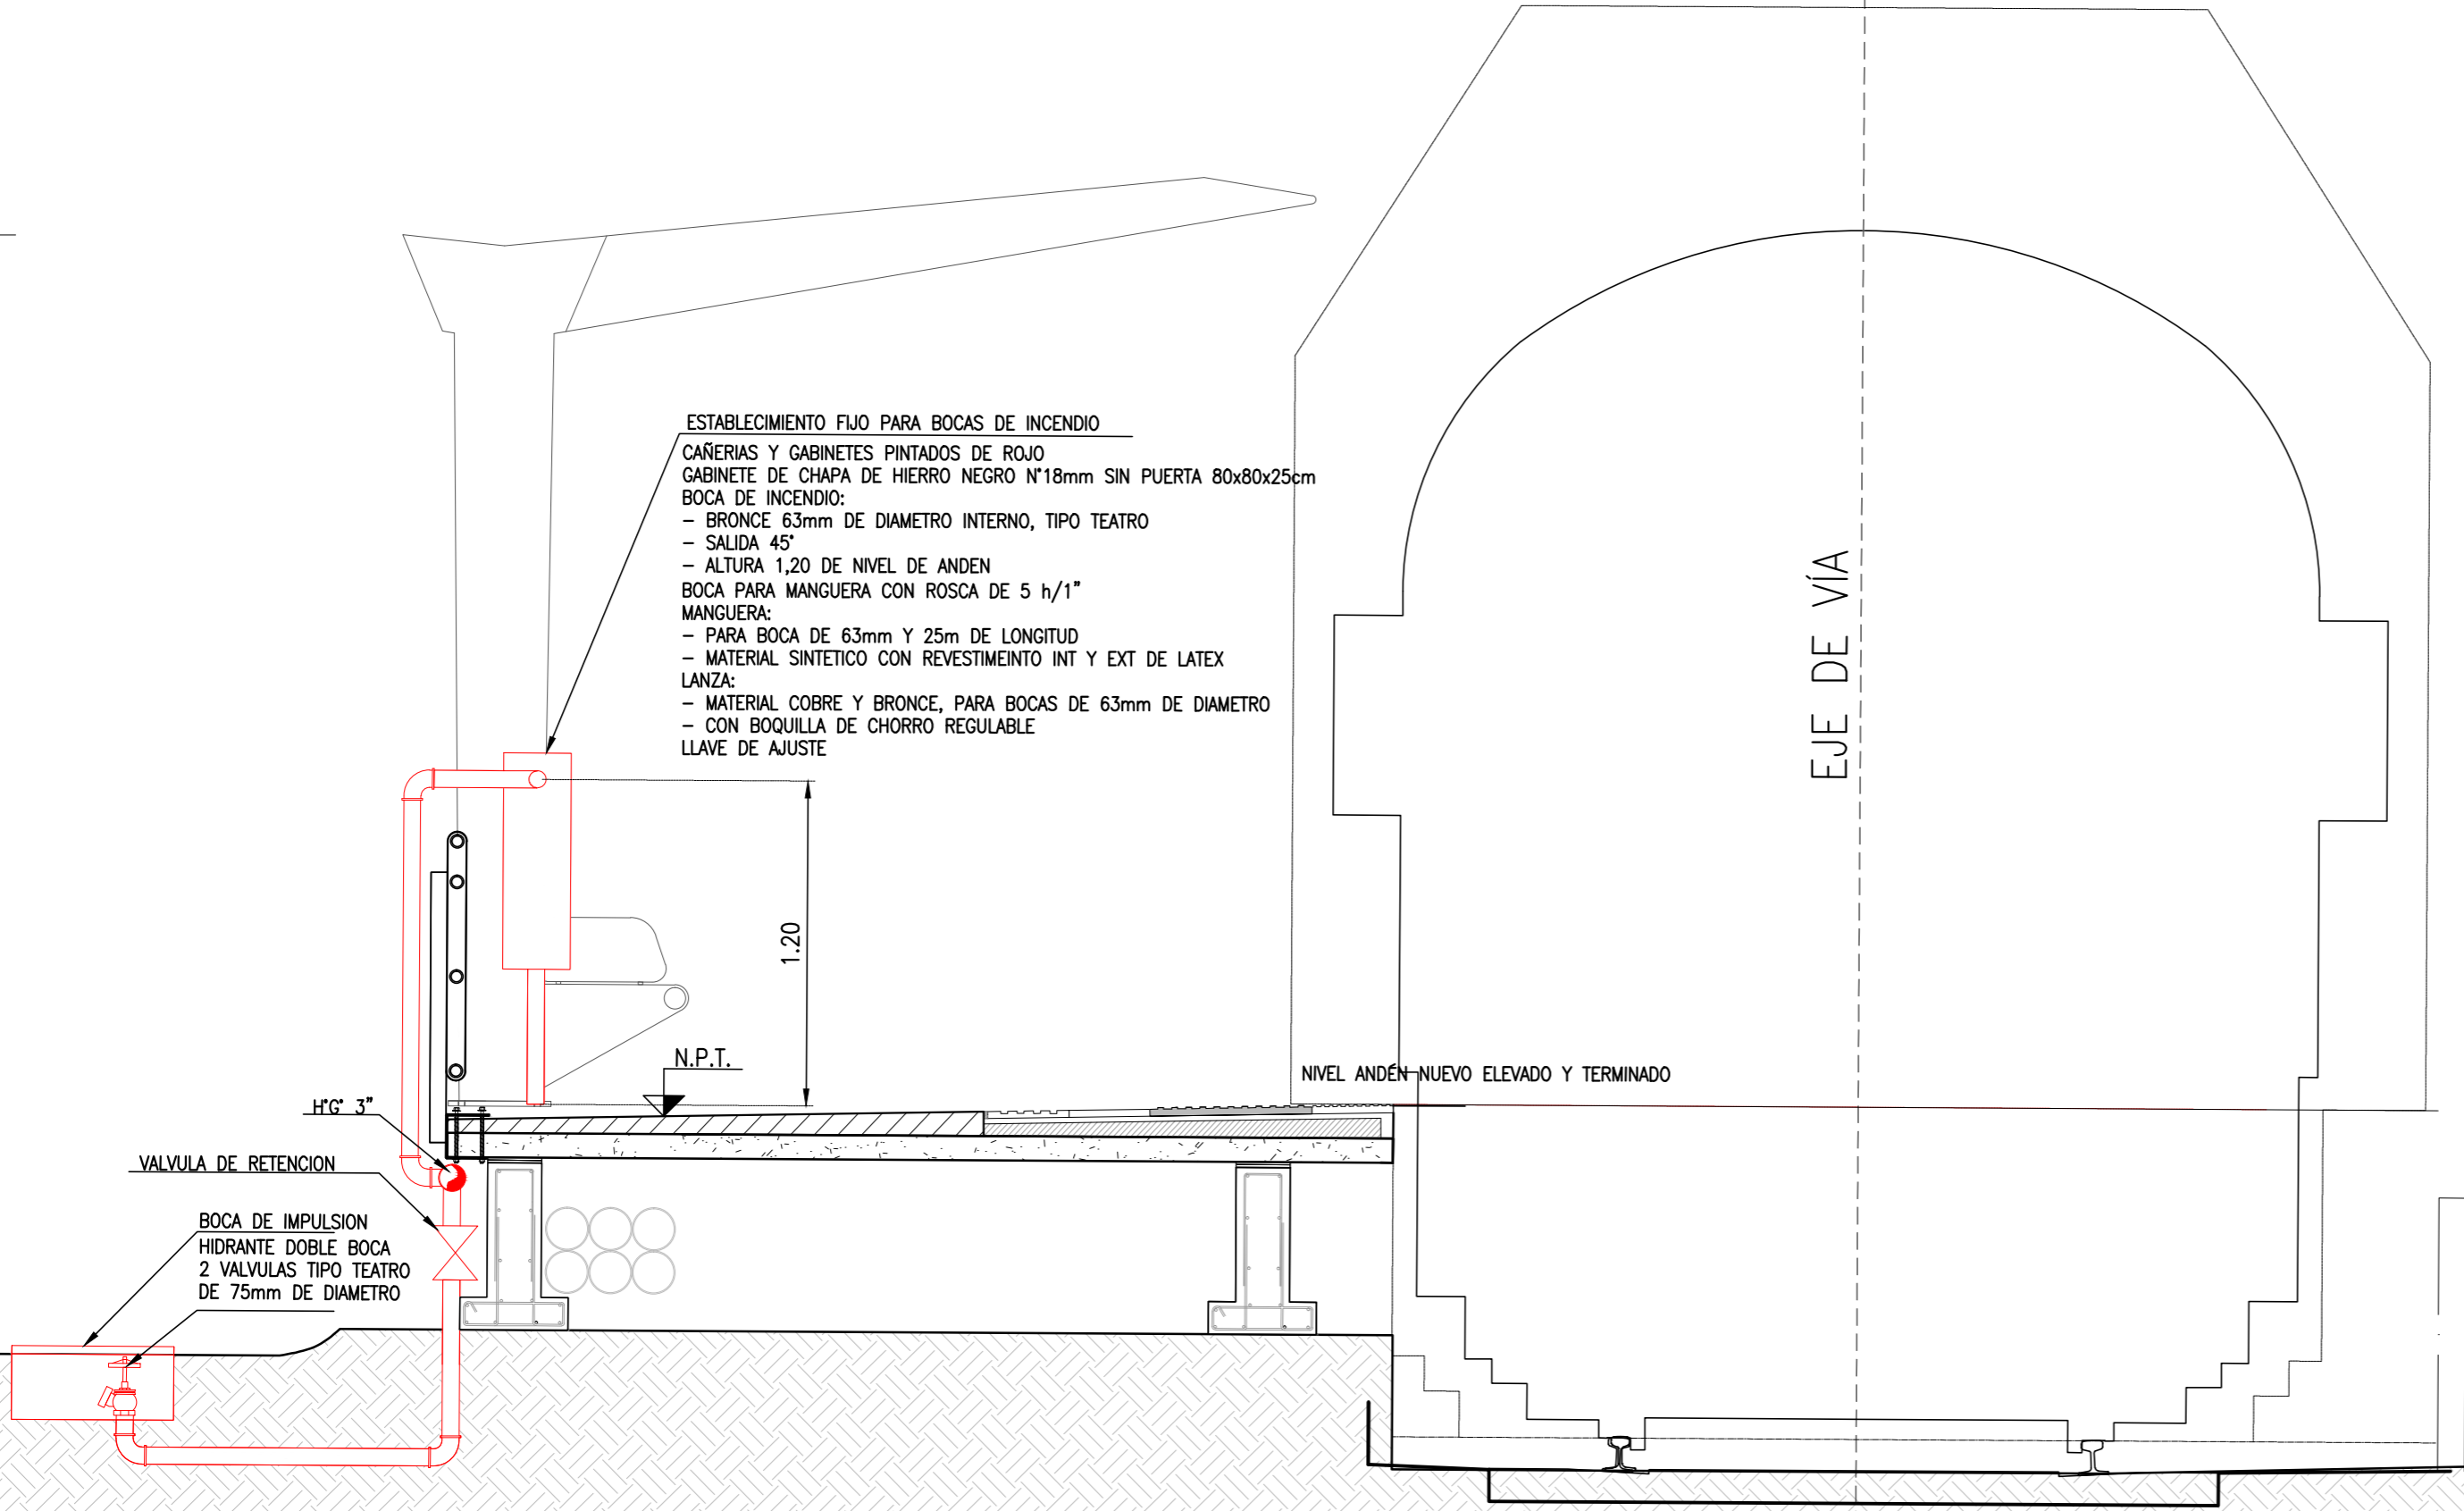 ESTABLECIMIENTO FIJO PARA BOCAS DE INCENDIO
CAÑERIAS Y GABINETES PINTADOS DE ROJO
GABINETE DE CHAPA DE HIERRO NEGRO N°18mm SIN PUERTA 80x80x25cm
BOCA DE INCENDIO:
– BRONCE 63mm DE DIAMETRO INTERNO, TIPO TEATRO
– SALIDA 45°
– ALTURA 1,20 DE NIVEL DE ANDEN
BOCA PARA MANGUERA CON ROSCA DE 5 h/1"
MANGUERA:
– PARA BOCA DE 63mm Y 25m DE LONGITUD
– MATERIAL SINTETICO CON REVESTIMEINTO INT Y EXT DE LATEX
LANZA:
– MATERIAL COBRE Y BRONCE, PARA BOCAS DE 63mm DE DIAMETRO
– CON BOQUILLA DE CHORRO REGULABLE
LLAVE DE AJUSTE
EJE DE VÍA
1.20
N.P.T.
NIVEL ANDÉN NUEVO ELEVADO Y TERMINADO
H°G° 3"
VALVULA DE RETENCION
BOCA DE IMPULSION
HIDRANTE DOBLE BOCA
2 VALVULAS TIPO TEATRO
DE 75mm DE DIAMETRO